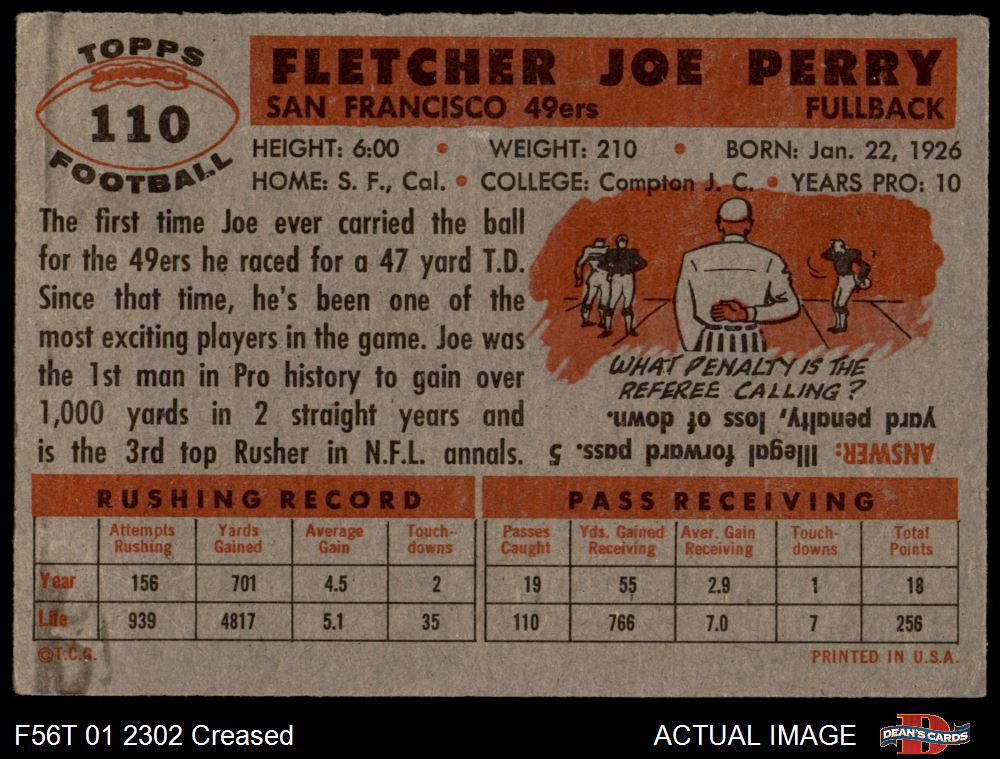 TOPPS
110
FOOTBALL
FLETCHER JOE PERRY
SAN FRANCISCO 49ers FULLBACK
HEIGHT: 6:00 • WEIGHT: 210 • BORN: Jan. 22, 1926
HOME: S. F., Cal. • COLLEGE: Compton J. C. • YEARS PRO: 10
The first time Joe ever carried the ball
for the 49ers he raced for a 47 yard T.D.
Since that time, he's been one of the
most exciting players in the game. Joe was
the 1st man in Pro history to gain over
1,000 yards in 2 straight years and
is the 3rd top Rusher in N.F.L. annals.
WHAT PENALTY IS THE
REFEREE CALLING?
ANSWER: Illegal forward pass. 5
yard penalty, loss of down.
RUSHING RECORD PASS RECEIVING
Attempts Rushing Yards Gained Average Gain Touch-downs Passes Caught Yds. Gained Receiving Aver. Gain Receiving Touch-downs Total Points
Year 156 701 4.5 2 19 55 2.9 1 18
Life 939 4817 5.1 35 110 766 7.0 7 256
©T.C.G. PRINTED IN U.S.A.
F56T 01 2302 Creased ACTUAL IMAGE D DEAN'S CARDS